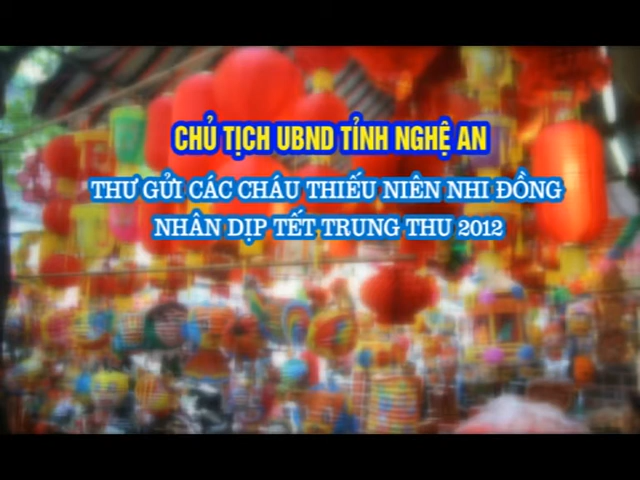 CHỦ TỊCH UBND TỈNH NGHỆ AN
THƯ GỬI CÁC CHÁU THIẾU NIÊN NHI ĐỒNG
NHÂN DỊP TẾT TRUNG THU 2012